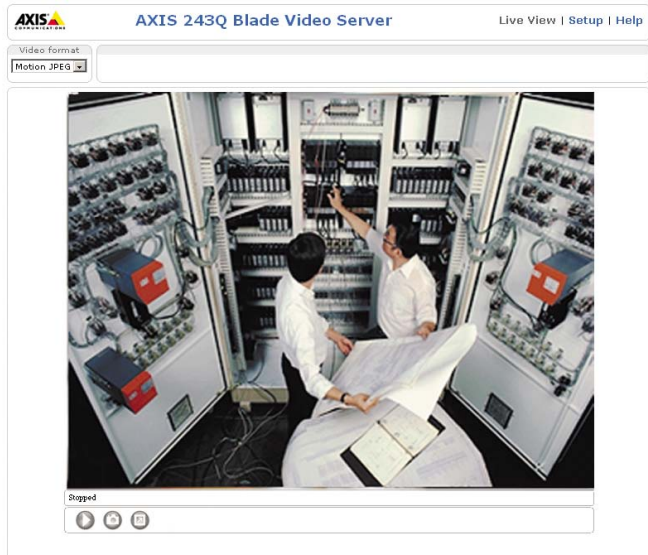 AXIS
COMMUNICATIONS
AXIS 243Q Blade Video Server
Live View | Setup | Help
Video format
Motion JPEG
Stopped